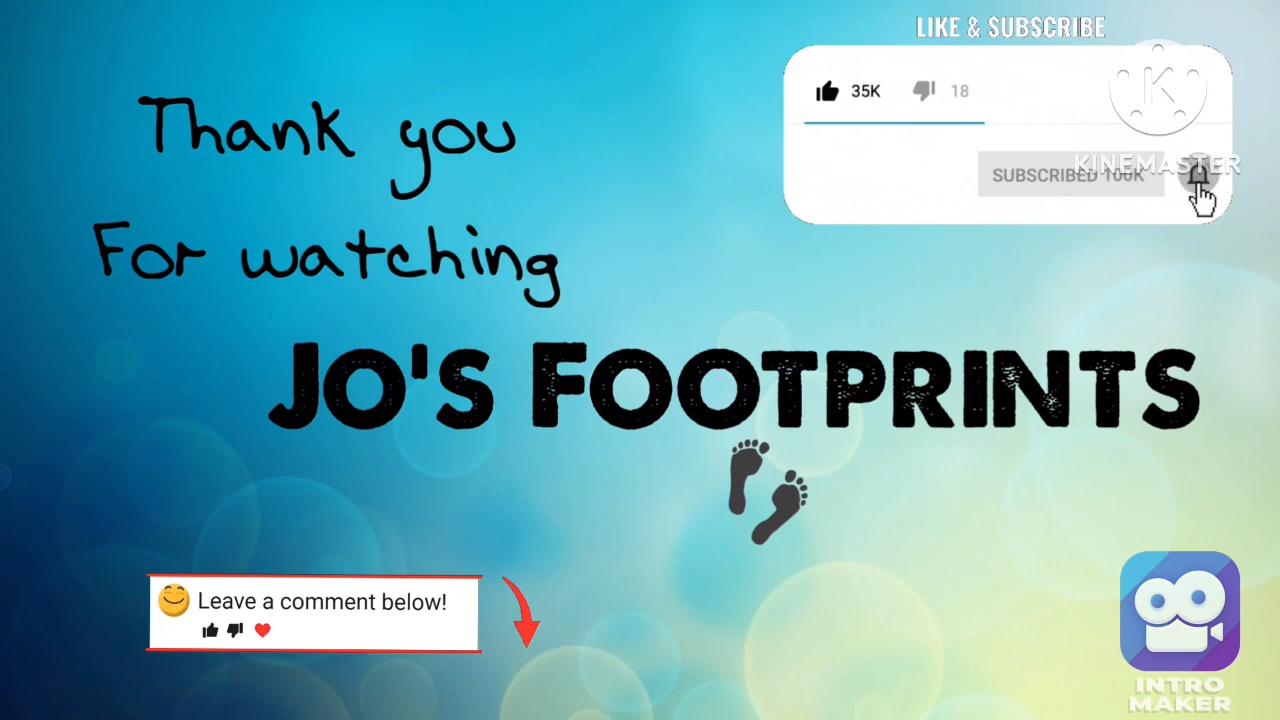 LIKE & SUBSCRIBE
35K 18
KINEMASTER
SUBSCRIBED 100K
Thank you
For watching
JO'S FOOTPRINTS
Leave a comment below!
INTRO
MAKER